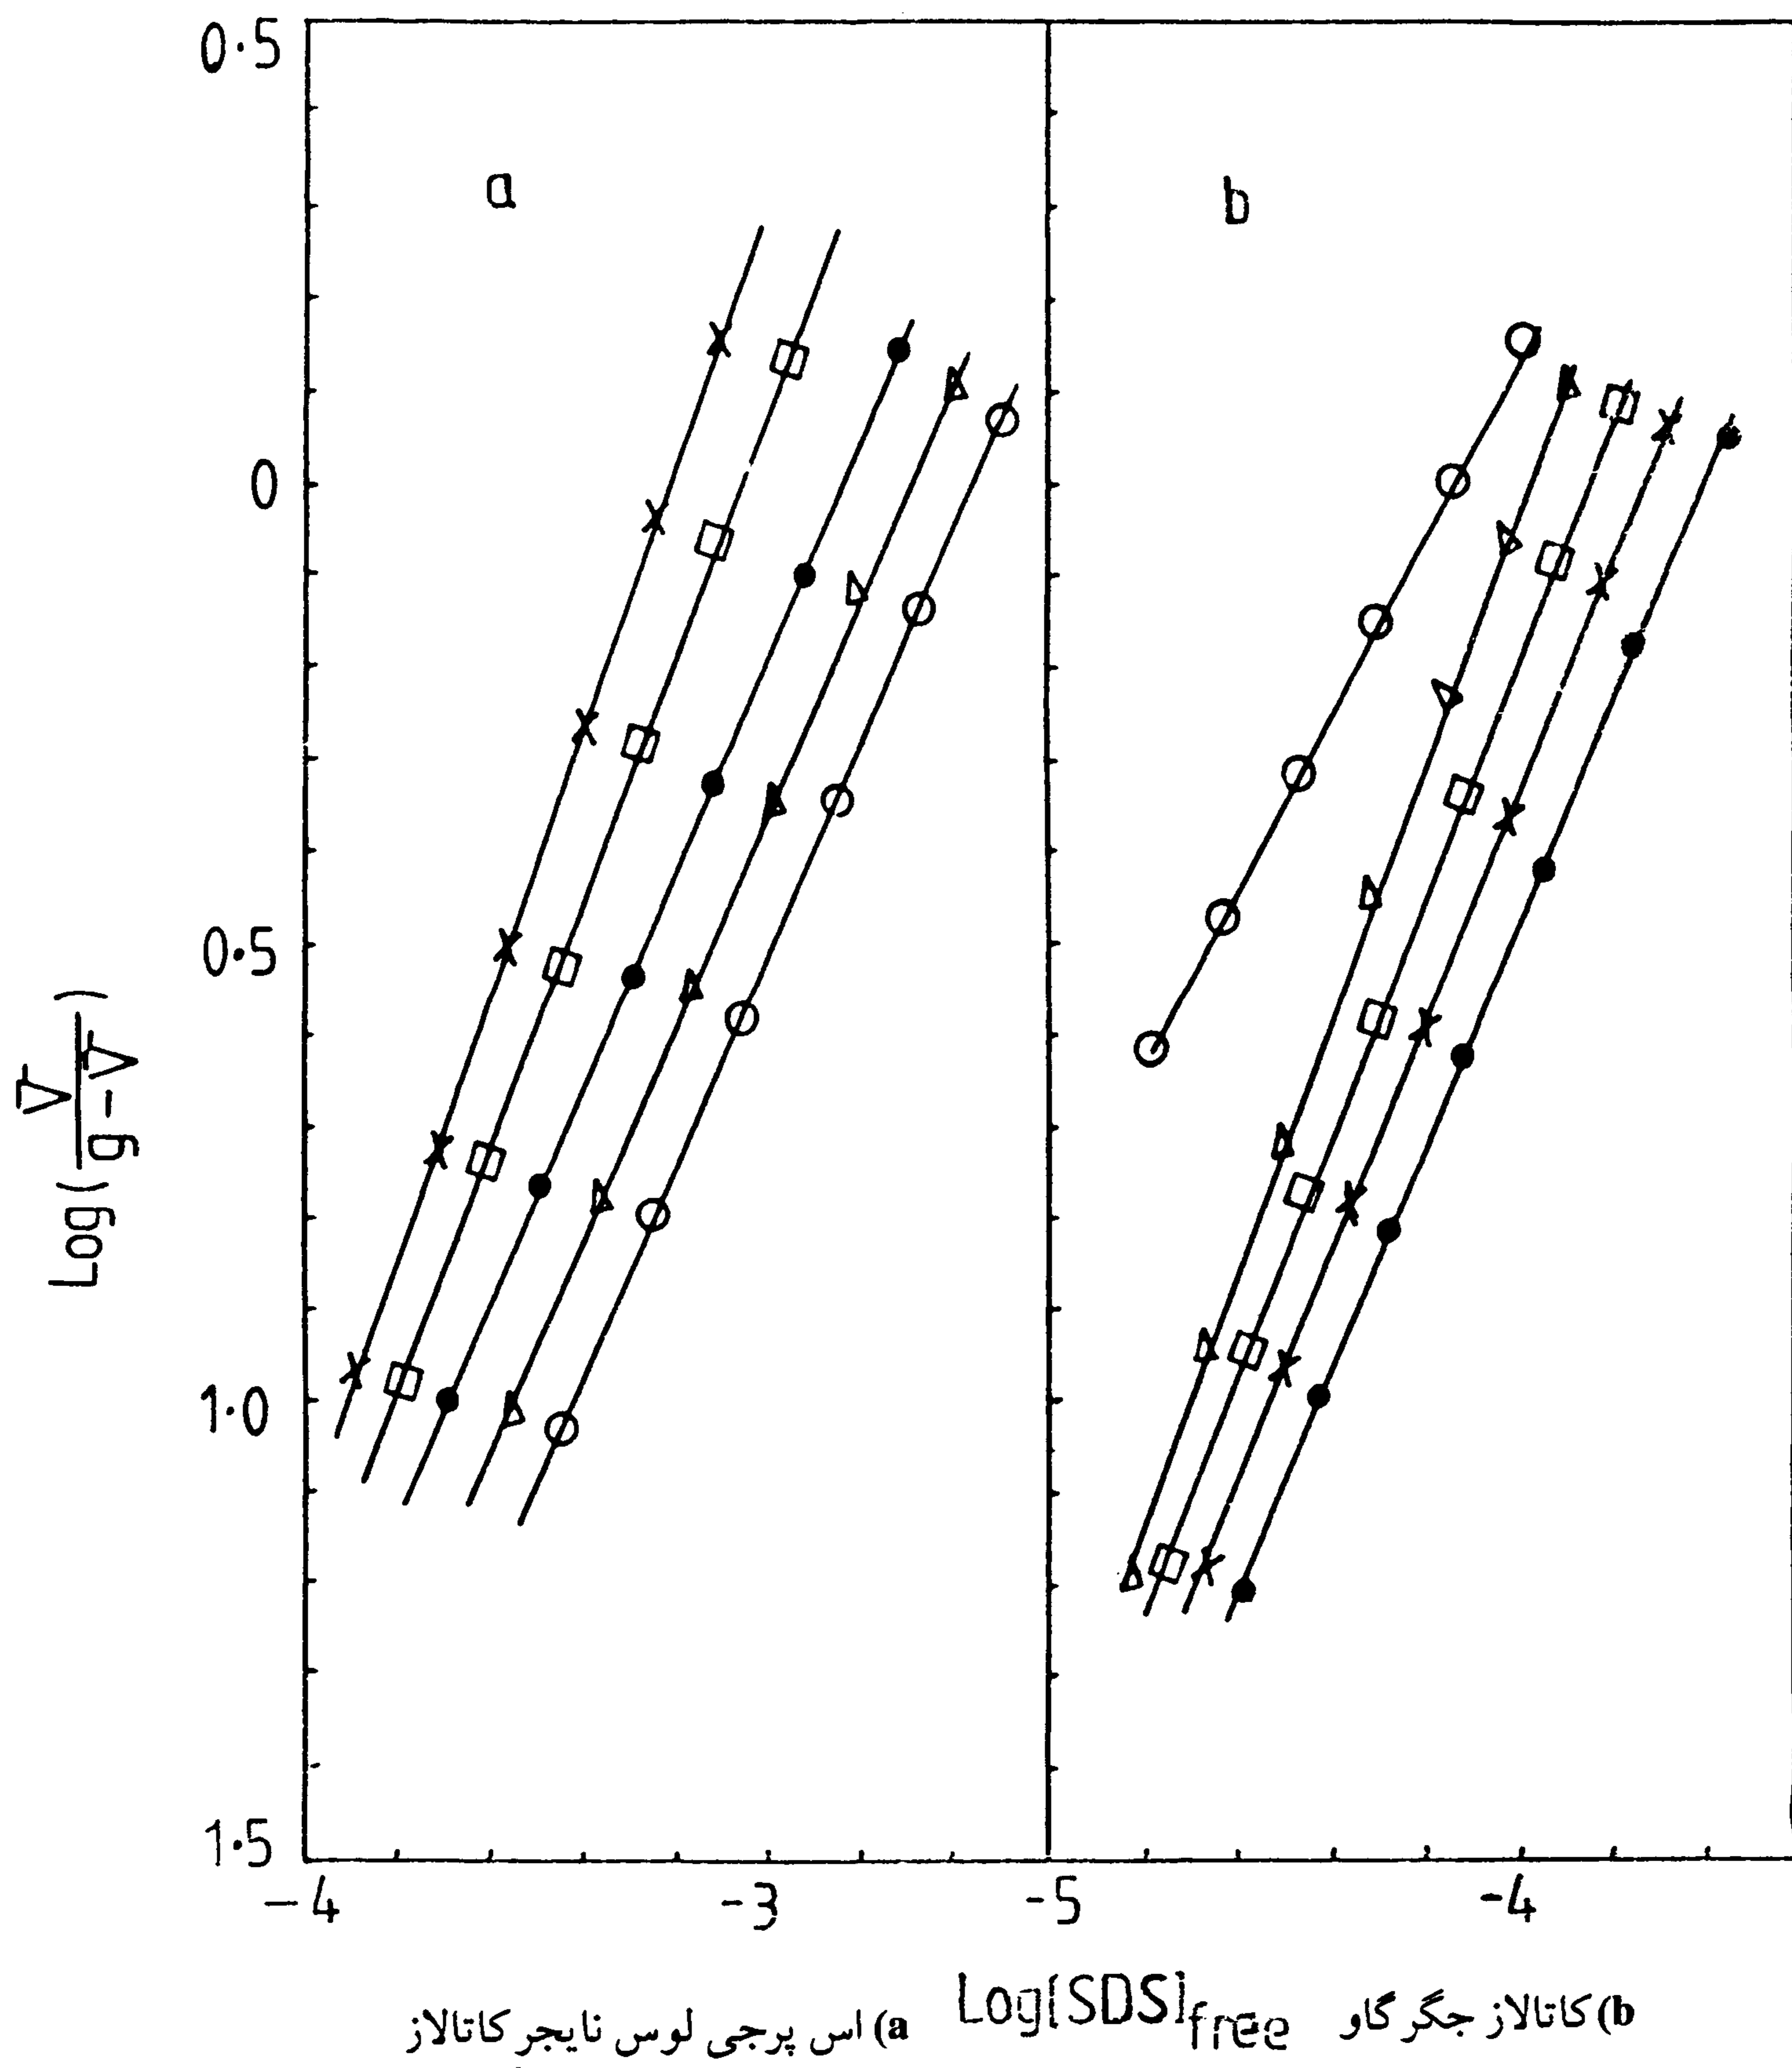 0·5
a
b
0
0·5
Log( V̄ / g–V̄ )
1·0
1·5
–4
-3
-5
-4
Log[SDS]free
a) اس پرجی لوس نایجر کاتالاز
b) کاتالاز جگر گاو